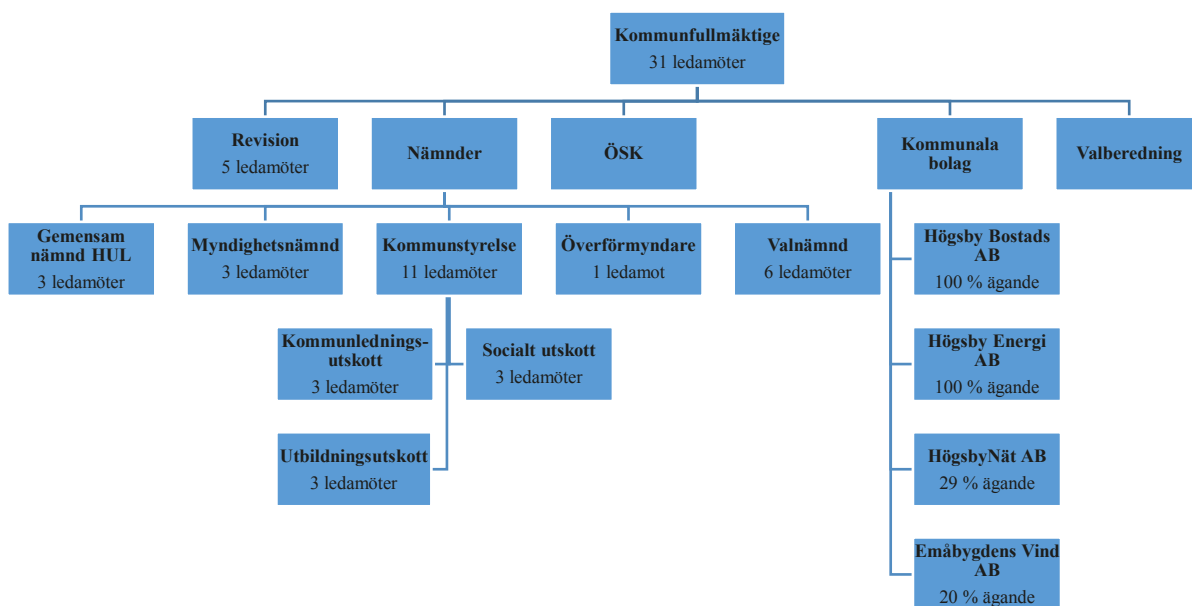 Kommunfullmäktige
31 ledamöter
Revision
5 ledamöter
Nämnder
ÖSK
Kommunala
bolag
Valberedning
Gemensam
nämnd HUL
3 ledamöter
Myndighetsnämnd
3 ledamöter
Kommunstyrelse
11 ledamöter
Överförmyndare
1 ledamot
Valnämnd
6 ledamöter
Kommunlednings-
utskott
3 ledamöter
Socialt utskott
3 ledamöter
Utbildningsutskott
3 ledamöter
Högsby Bostads
AB
100 % ägande
Högsby Energi
AB
100 % ägande
HögsbyNät AB
29 % ägande
Emåbygdens Vind
AB
20 % ägande